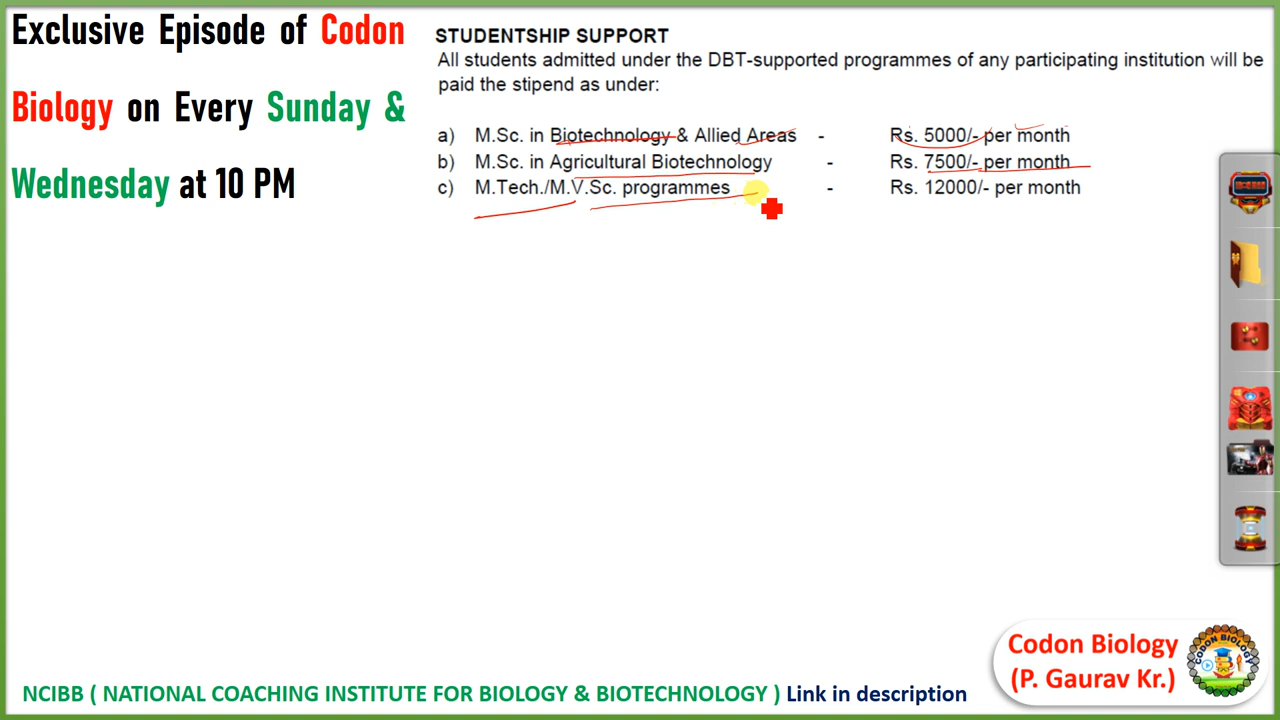 Exclusive Episode of Codon
Biology on Every Sunday &
Wednesday at 10 PM
STUDENTSHIP SUPPORT
All students admitted under the DBT-supported programmes of any participating institution will be
paid the stipend as under:
a) M.Sc. in Biotechnology & Allied Areas - Rs. 5000/- per month
b) M.Sc. in Agricultural Biotechnology - Rs. 7500/- per month
c) M.Tech./M.V.Sc. programmes - Rs. 12000/- per month
Codon Biology
(P. Gaurav Kr.)
CODON BIOLOGY
NCIBB ( NATIONAL COACHING INSTITUTE FOR BIOLOGY & BIOTECHNOLOGY ) Link in description